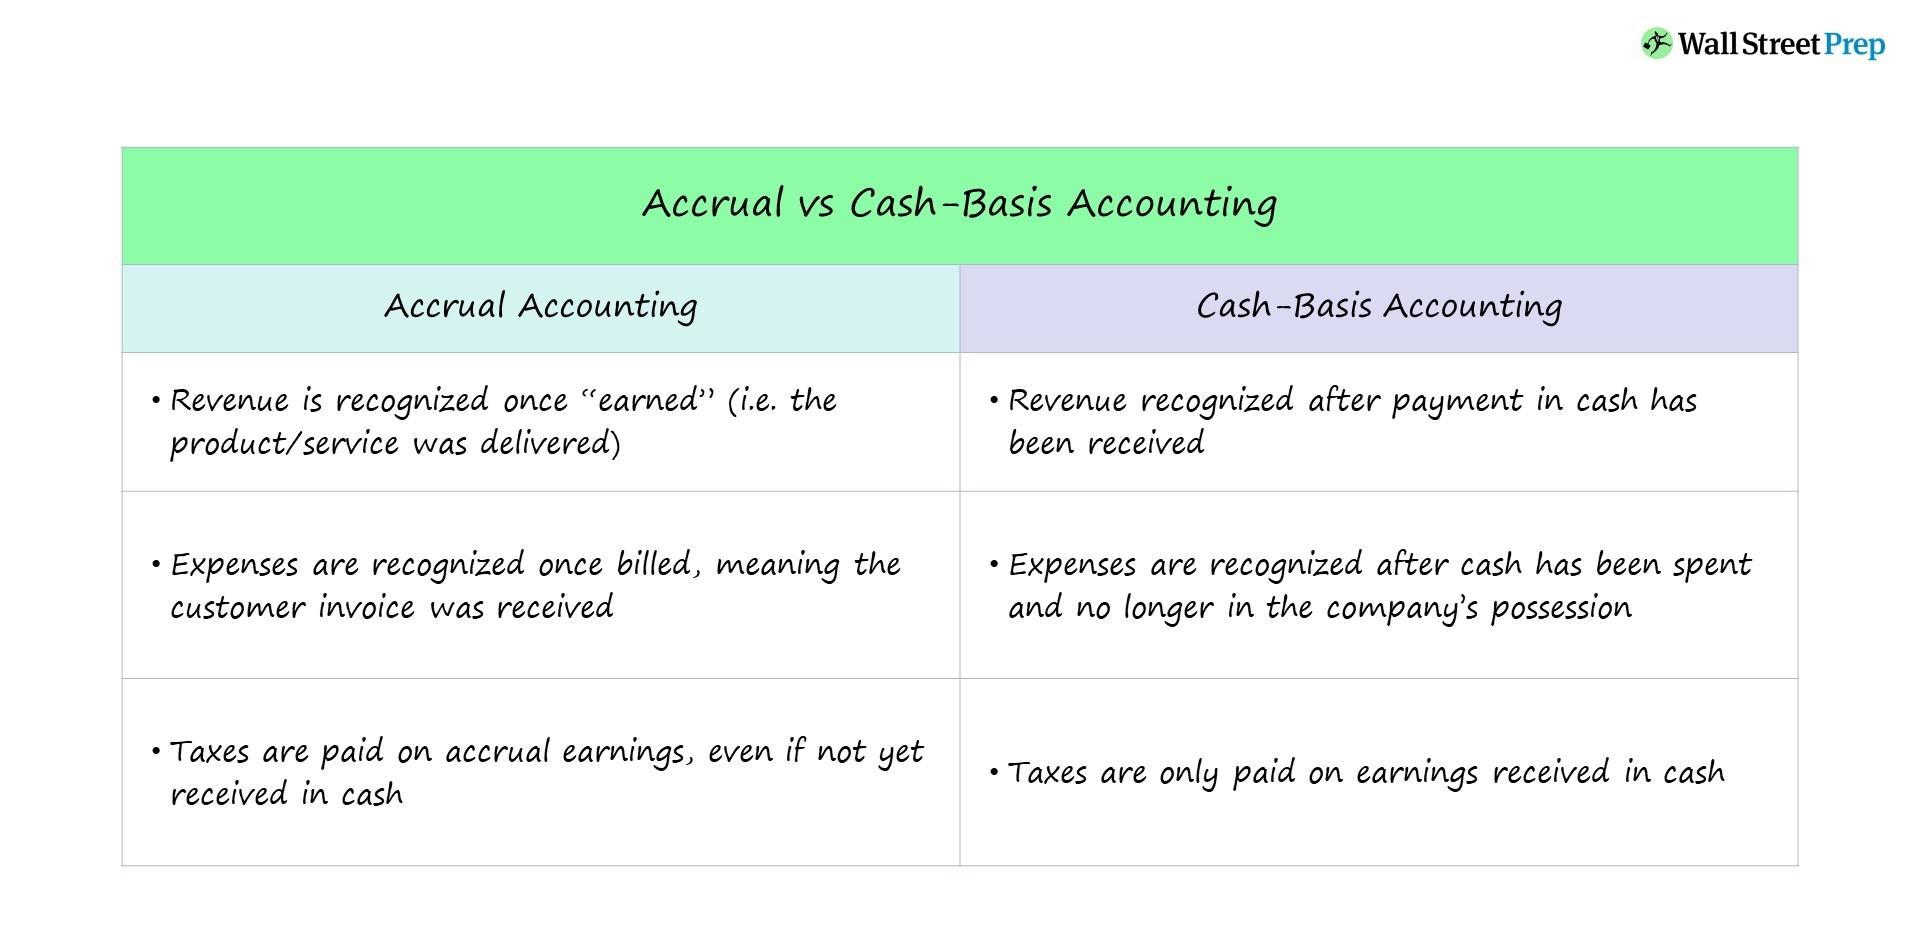 Wall Street Prep
Accrual vs Cash-Basis Accounting
Accrual Accounting
Cash-Basis Accounting
• Revenue is recognized once “earned” (i.e. the
product/service was delivered)
• Revenue recognized after payment in cash has
been received
• Expenses are recognized once billed, meaning the
customer invoice was received
• Expenses are recognized after cash has been spent
and no longer in the company’s possession
• Taxes are paid on accrual earnings, even if not yet
received in cash
• Taxes are only paid on earnings received in cash